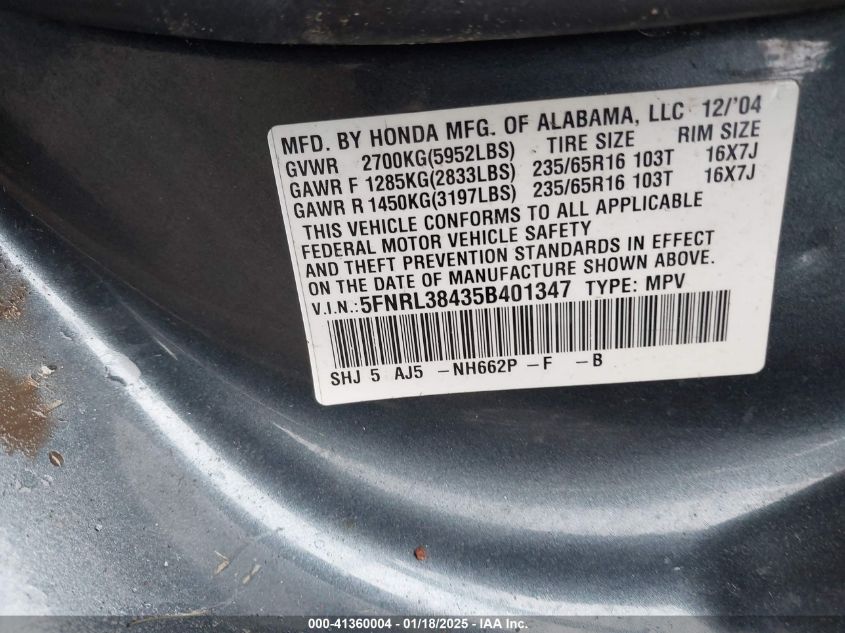 MFD. BY HONDA MFG. OF ALABAMA, LLC 12/'04
GVWR 2700KG(5952LBS) TIRE SIZE RIM SIZE
GAWR F 1285KG(2833LBS) 235/65R16 103T 16X7J
GAWR R 1450KG(3197LBS) 235/65R16 103T 16X7J
THIS VEHICLE CONFORMS TO ALL APPLICABLE
FEDERAL MOTOR VEHICLE SAFETY
AND THEFT PREVENTION STANDARDS IN EFFECT
ON THE DATE OF MANUFACTURE SHOWN ABOVE.
V.I.N.: 5FNRL38435B401347 TYPE: MPV
SHJ 5 AJ5 -NH662P -F -B
000-41360004 - 01/18/2025 - IAA Inc.